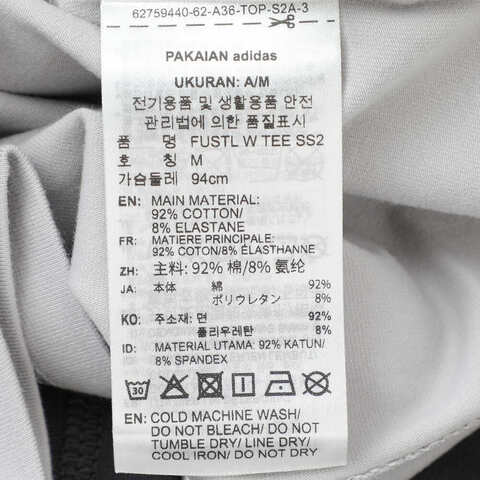 62759440-62-A36-TOP-S2A-3
PAKAIAN adidas
UKURAN: A/M
전기용품 및 생활용품 안전
관리법에 의한 품질표시
품 명 FUSTL W TEE SS2
호 칭 M
가슴둘레 94cm
EN: MAIN MATERIAL:
92% COTTON/
8% ELASTANE
FR: MATIERE PRINCIPALE:
92% COTON/8% ÉLASTHANNE
ZH: 主料: 92% 棉/8% 氨纶
JA: 本体 綿 92%
ポリウレタン 8%
KO: 주소재: 면 92%
폴리우레탄 8%
ID: MATERIAL UTAMA: 92% KATUN/
8% SPANDEX
30
EN: COLD MACHINE WASH/
DO NOT BLEACH/ DO NOT
TUMBLE DRY/ LINE DRY/
COOL IRON/ DO NOT DRY